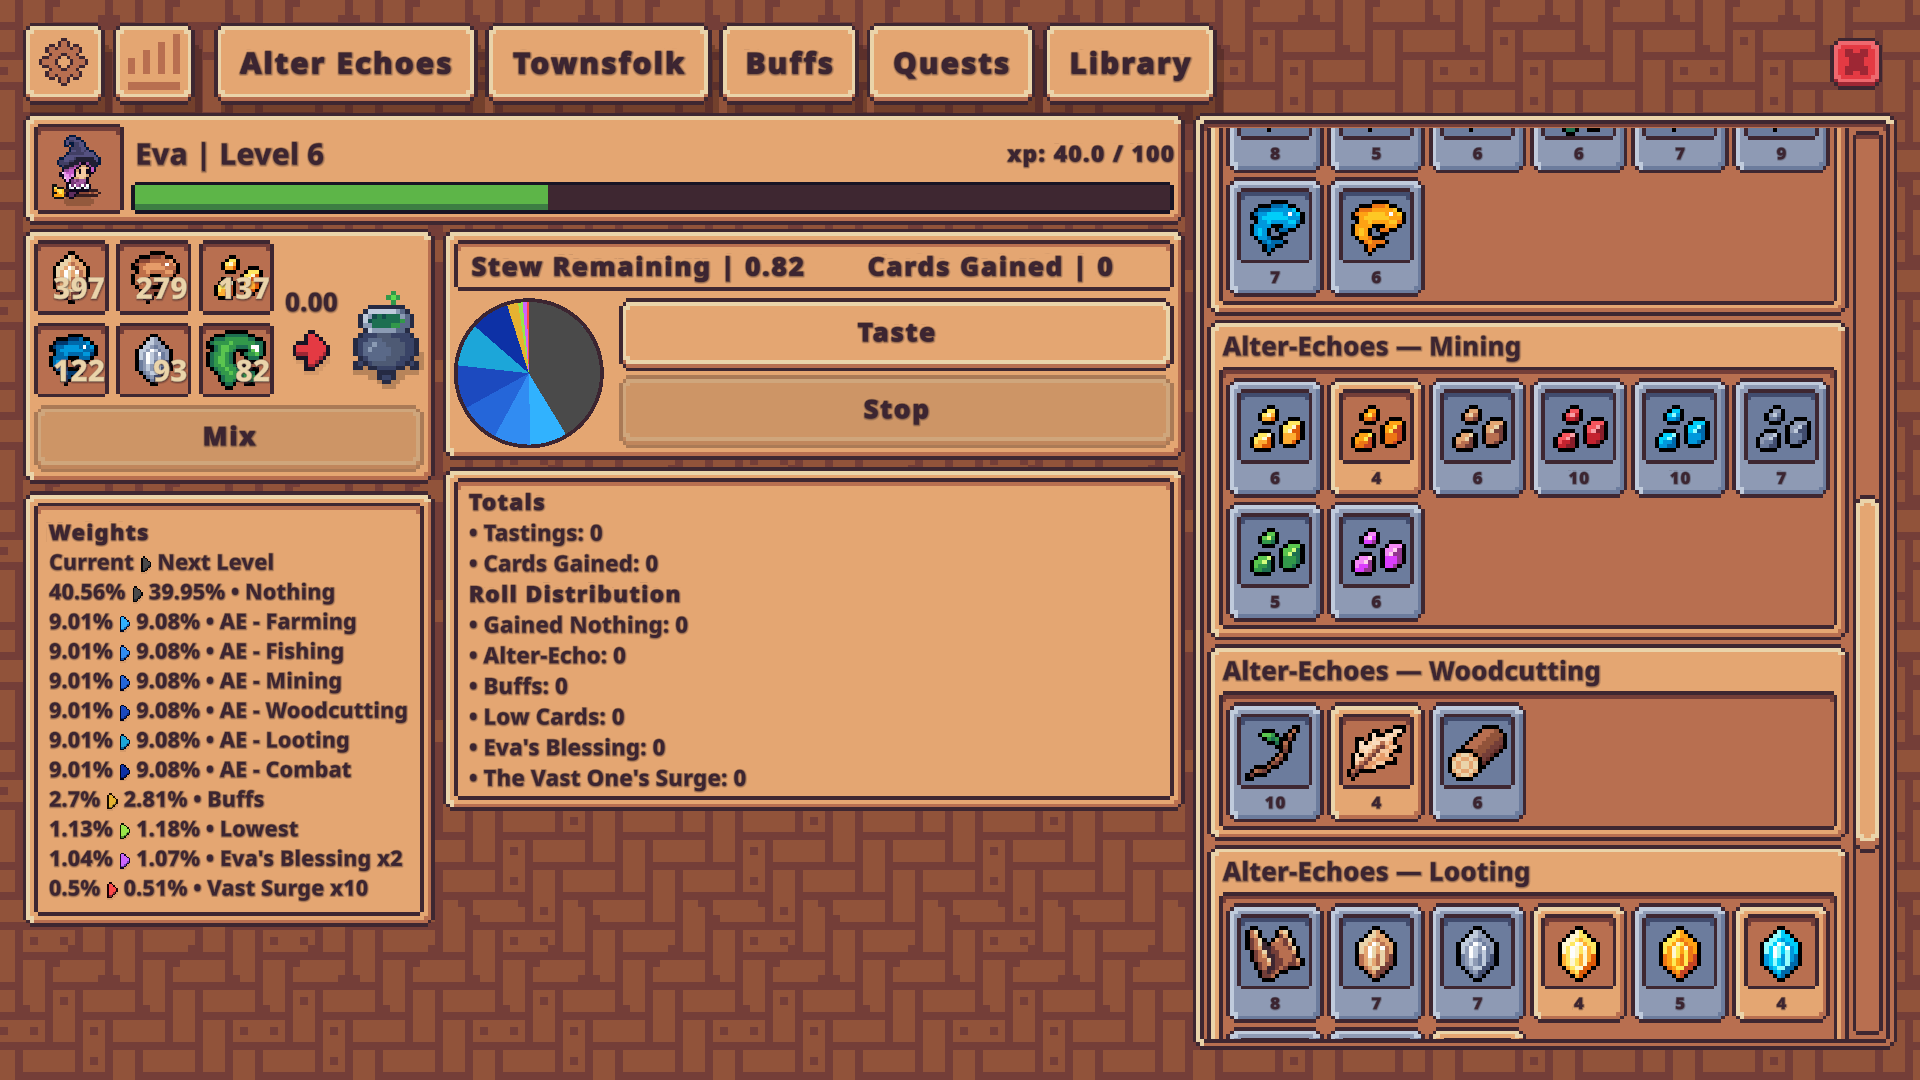 Alter Echoes
Townsfolk
Buffs
Quests
Library
Eva | Level 6
xp: 40.0 / 100
397
279
137
0.00
122
93
82
Mix
Weights
Current Next Level
40.56% 39.95% • Nothing
9.01% 9.08% • AE - Farming
9.01% 9.08% • AE - Fishing
9.01% 9.08% • AE - Mining
9.01% 9.08% • AE - Woodcutting
9.01% 9.08% • AE - Looting
9.01% 9.08% • AE - Combat
2.7% 2.81% • Buffs
1.13% 1.18% • Lowest
1.04% 1.07% • Eva's Blessing x2
0.5% 0.51% • Vast Surge x10
Stew Remaining | 0.82
Cards Gained | 0
Taste
Stop
Totals
• Tastings: 0
• Cards Gained: 0
Roll Distribution
• Gained Nothing: 0
• Alter-Echo: 0
• Buffs: 0
• Low Cards: 0
• Eva's Blessing: 0
• The Vast One's Surge: 0
8 5 6 6 7 9
7 6
Alter-Echoes — Mining
6 4 6 10 10 7
5 6
Alter-Echoes — Woodcutting
10 4 6
Alter-Echoes — Looting
8 7 7 4 5 4